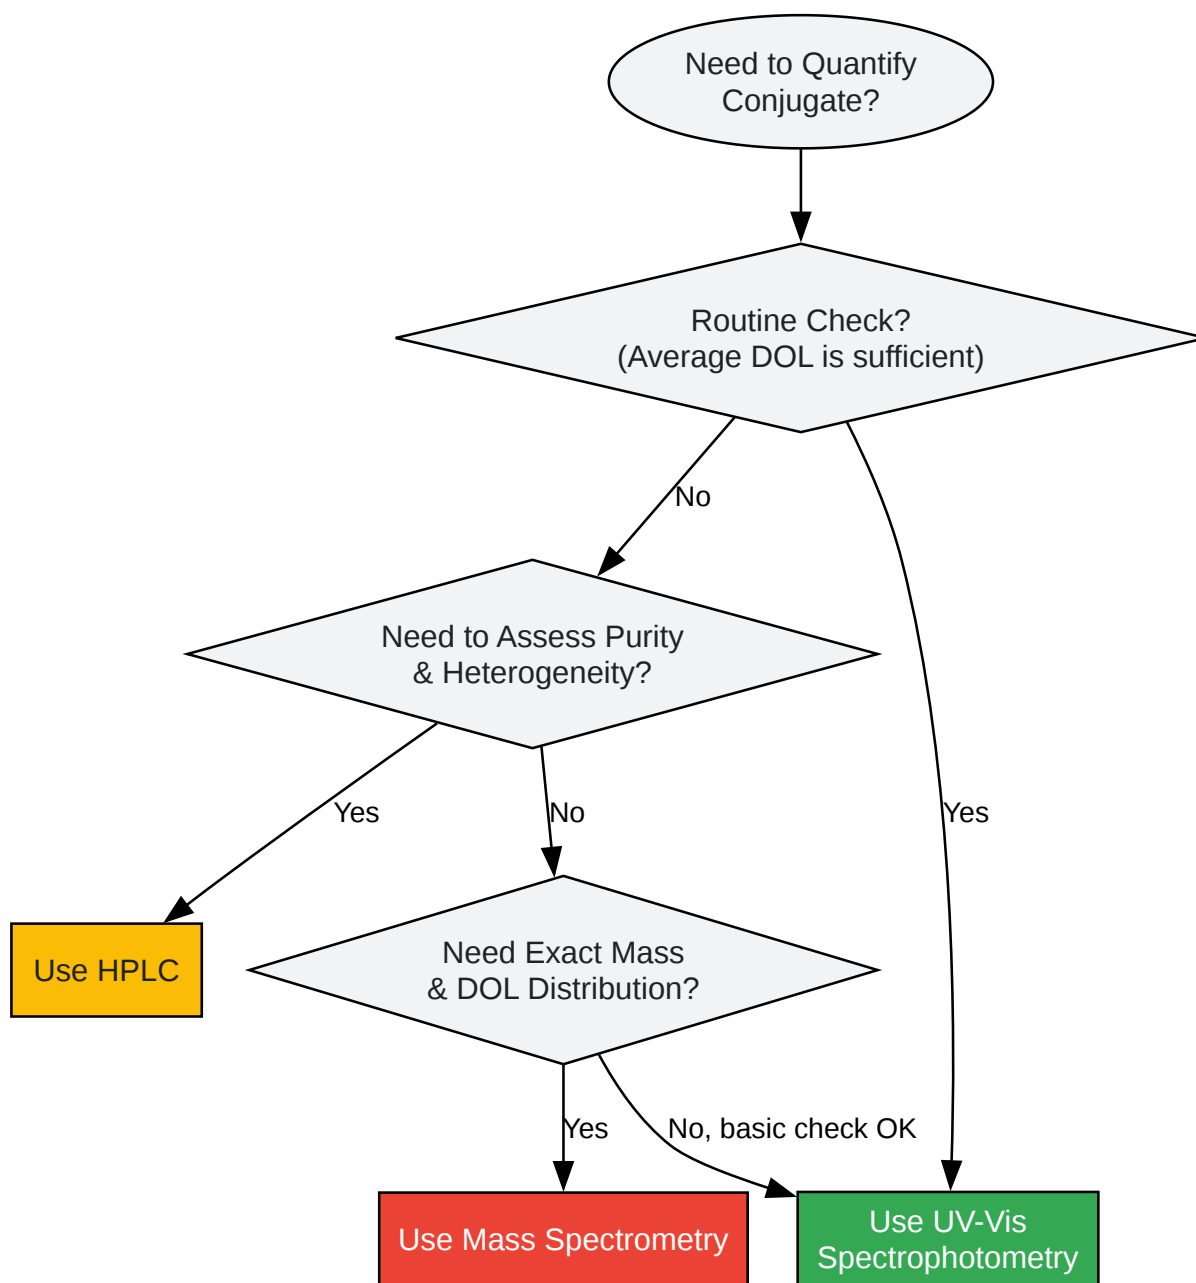 Need to Quantify
Conjugate?
Routine Check?
(Average DOL is sufficient)
No
Need to Assess Purity
& Heterogeneity?
Yes
No
Yes
Use HPLC
Need Exact Mass
& DOL Distribution?
Yes
No, basic check OK
Use Mass Spectrometry
Use UV-Vis
Spectrophotometry